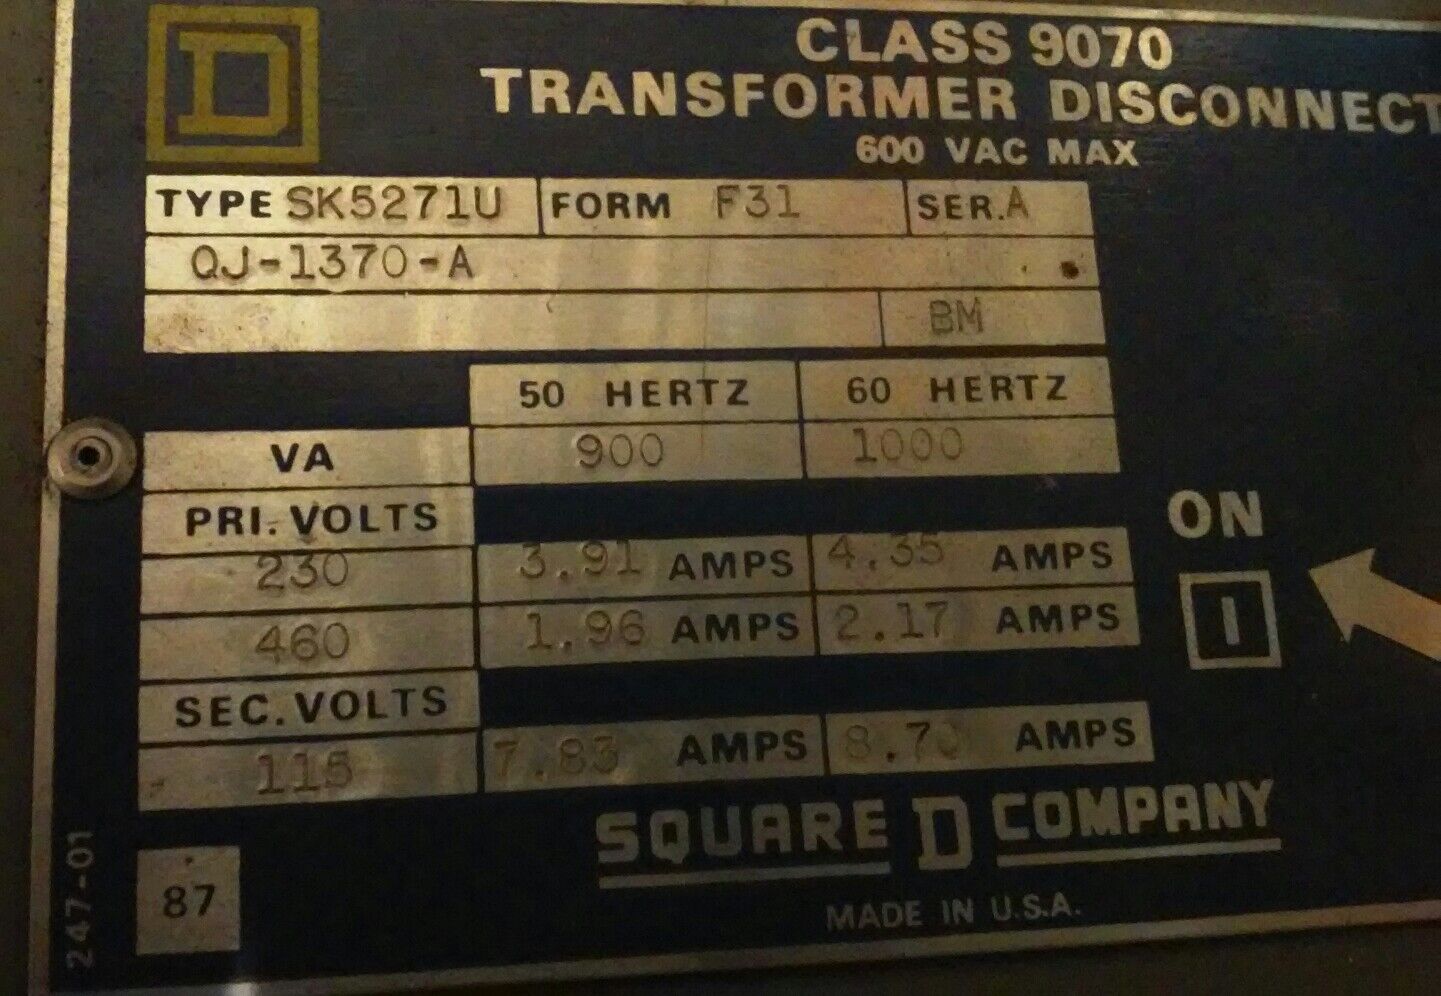 D
CLASS 9070
TRANSFORMER DISCONNECT
600 VAC MAX
TYPE SK5271U FORM F31 SER. A
QJ-1370-A
BM
50 HERTZ 60 HERTZ
VA 900 1000
PRI. VOLTS
230 3.91 AMPS 4.35 AMPS
460 1.96 AMPS 2.17 AMPS
SEC. VOLTS
115 7.83 AMPS 8.70 AMPS
ON
I
SQUARE D COMPANY
MADE IN U.S.A.
87
247-01